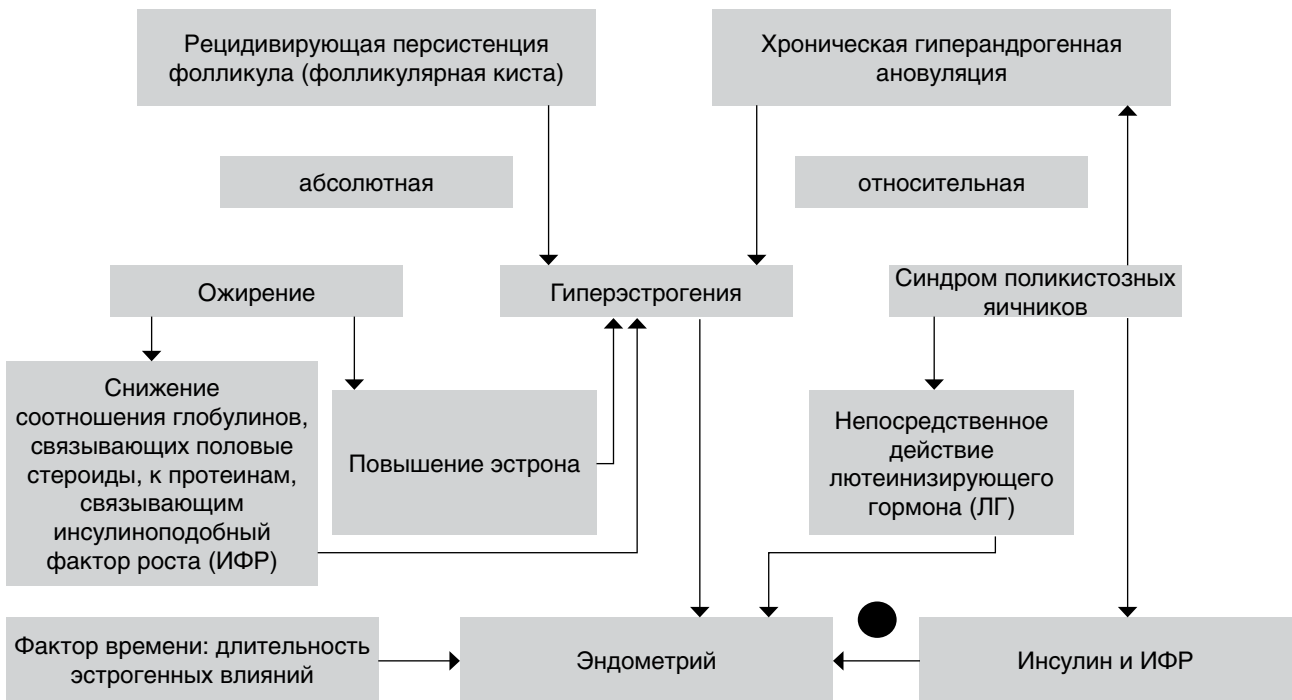 Рецидивирующая персистенция
фолликула (фолликулярная киста)
Хроническая гиперандрогенная
ановуляция
абсолютная
относительная
Ожирение
Гиперэстрогения
Синдром поликистозных
яичников
Снижение
соотношения глобулинов,
связывающих половые
стероиды, к протеинам,
связывающим
инсулиноподобный
фактор роста (ИФР)
Повышение эстрона
Непосредственное
действие
лютеинизирующего
гормона (ЛГ)
Фактор времени: длительность
эстрогенных влияний
Эндометрий
Инсулин и ИФР